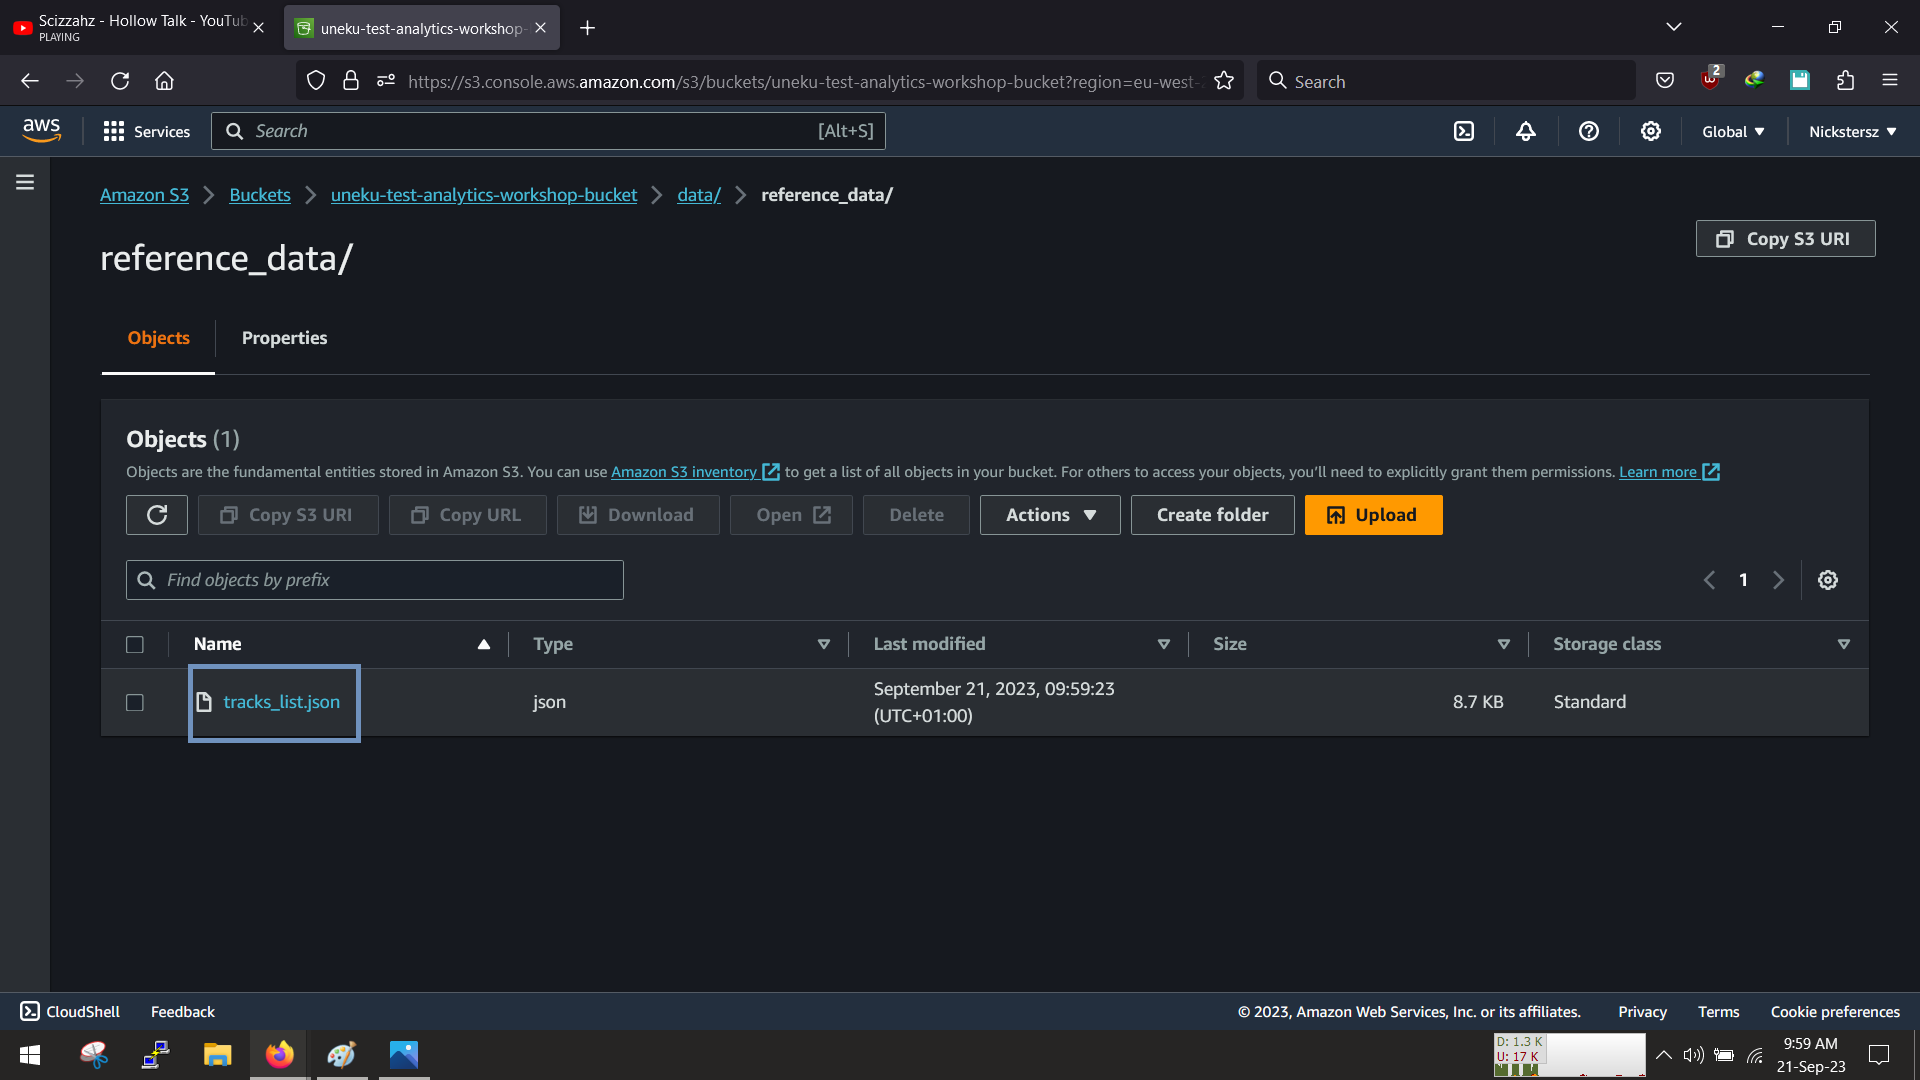 Scizzahz - Hollow Talk - YouTub
PLAYING
uneku-test-analytics-workshop-
https://s3.console.aws.amazon.com/s3/buckets/uneku-test-analytics-workshop-bucket?region=eu-west-
Search
2
aws
Services
Search
[Alt+S]
Global
Nickstersz
Amazon S3
Buckets
uneku-test-analytics-workshop-bucket
data/
reference_data/
reference_data/
Copy S3 URI
Objects
Properties
Objects (1)
Objects are the fundamental entities stored in Amazon S3. You can use Amazon S3 inventory to get a list of all objects in your bucket. For others to access your objects, you’ll need to explicitly grant them permissions. Learn more
Copy S3 URI
Copy URL
Download
Open
Delete
Actions
Create folder
Upload
Find objects by prefix
1
Name
Type
Last modified
Size
Storage class
tracks_list.json
json
September 21, 2023, 09:59:23
(UTC+01:00)
8.7 KB
Standard
CloudShell
Feedback
© 2023, Amazon Web Services, Inc. or its affiliates.
Privacy
Terms
Cookie preferences
D: 1.3 K
U: 17 K
9:59 AM
21-Sep-23